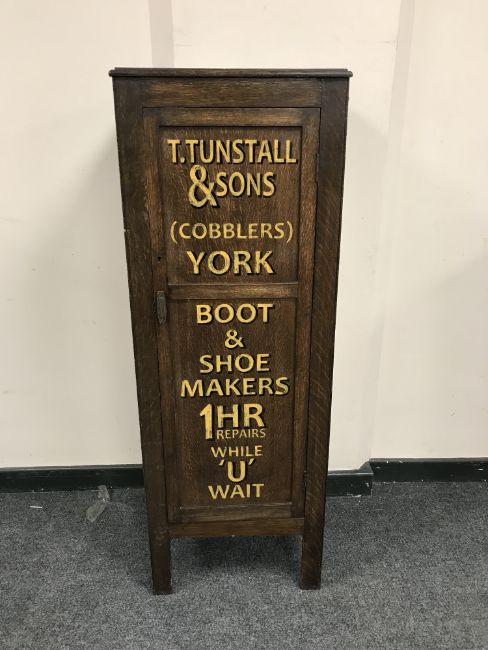 T.TUNSTALL
& SONS
(COBBLERS)
YORK
BOOT
&
SHOE
MAKERS
1HR
REPAIRS
WHILE
'U'
WAIT